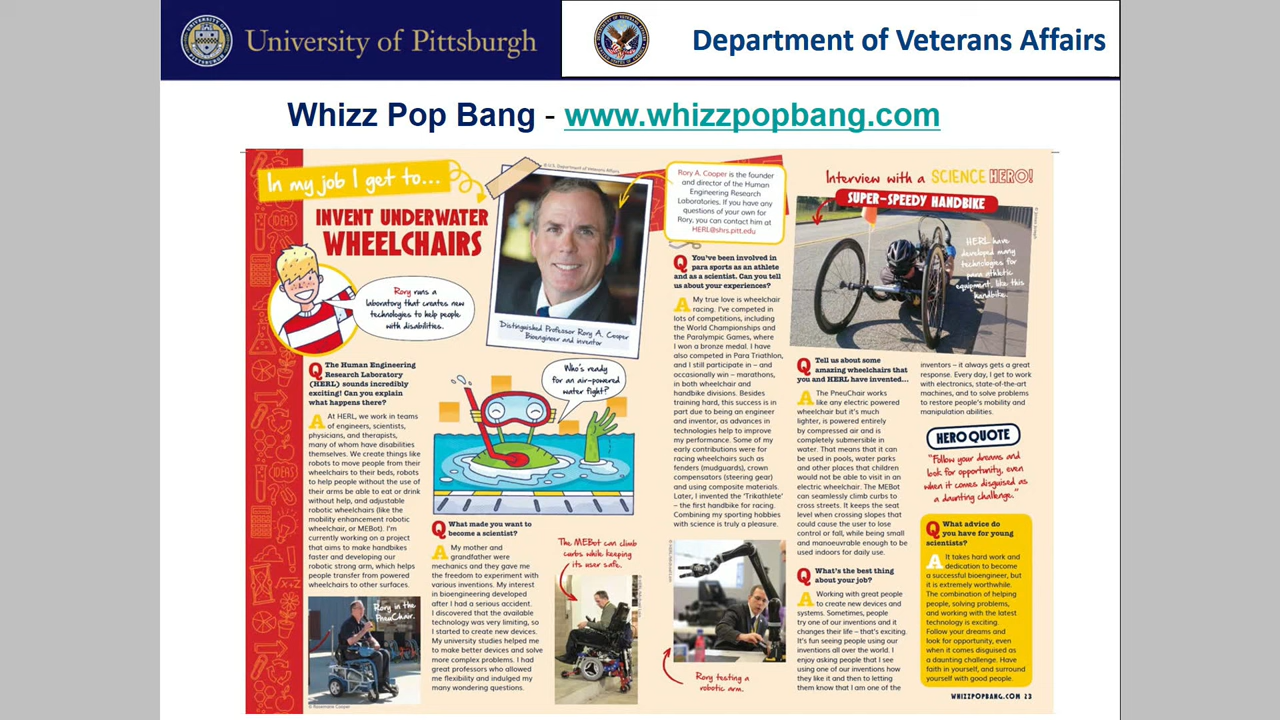 University of Pittsburgh
Department of Veterans Affairs
Whizz Pop Bang - www.whizzpopbang.com
In my job I get to...
INVENT UNDERWATER
WHEELCHAIRS
Rory runs a
laboratory that creates new
technologies to help people
with disabilities.
© U.S. Department of Veterans Affairs
Distinguished Professor Rory A. Cooper
Bioengineer and inventor
Q The Human Engineering
Research Laboratory
(HERL) sounds incredibly
exciting! Can you explain
what happens there?
A At HERL, we work in teams
of engineers, scientists,
physicians, and therapists,
many of whom have disabilities
themselves. We create things like
robots to move people from their
wheelchairs to their beds, robots
to help people without the use of
their arms be able to eat or drink
without help, and adjustable
robotic wheelchairs (like the
mobility enhancement robotic
wheelchair, or MEBot). I'm
currently working on a project
that aims to make handbikes
faster and developing our
robotic strong arm, which helps
people transfer from powered
wheelchairs to other surfaces.
Rory in the
PneuChair.
© Rosemarie Cooper
Who's ready
for an air-powered
water fight?
Q What made you want to
become a scientist?
A My mother and
grandfather were
mechanics and they gave me
the freedom to experiment with
various inventions. My interest
in bioengineering developed
after I had a serious accident.
I discovered that the available
technology was very limiting, so
I started to create new devices.
My university studies helped me
to make better devices and solve
more complex problems. I had
great professors who allowed
me flexibility and indulged my
many wondering questions.
The MEBot can climb
curbs while keeping
its user safe.
Rory A. Cooper is the founder
and director of the Human
Engineering Research
Laboratories. If you have any
questions of your own for
Rory, you can contact him at
HERL@shrs.pitt.edu
Q You've been involved in
para sports as an athlete
and as a scientist. Can you tell
us about your experiences?
A My true love is wheelchair
racing. I've competed in
lots of competitions, including
the World Championships and
the Paralympic Games, where
I won a bronze medal. I have
also competed in Para Triathlon,
and I still participate in – and
occasionally win – marathons,
in both wheelchair and
handbike divisions. Besides
training hard, this success is in
part due to being an engineer
and inventor, as advances in
technologies help to improve
my performance. Some of my
early contributions were for
racing wheelchairs such as
fenders (mudguards), crown
compensators (steering gear)
and using composite materials.
Later, I invented the 'Trikathlete'
– the first handbike for racing.
Combining my sporting hobbies
with science is truly a pleasure.
Rory testing a
robotic arm.
Interview with a SCIENCE HERO!
SUPER-SPEEDY HANDBIKE
HERL have
developed many
technologies for
para athletic
equipment, like this
handbike.
Q Tell us about some
amazing wheelchairs that
you and HERL have invented...
A The PneuChair works
like any electric powered
wheelchair but it's much
lighter, is powered entirely
by compressed air and is
completely submersible in
water. That means that it can
be used in pools, water parks
and other places that children
would not be able to visit in an
electric wheelchair. The MEBot
can seamlessly climb curbs to
cross streets. It keeps the seat
level when crossing slopes that
could cause the user to lose
control or fall, while being small
and manoeuvrable enough to be
used indoors for daily use.
Q What's the best thing
about your job?
A Working with great people
to create new devices and
systems. Sometimes, people
try one of our inventions and it
changes their life – that's exciting.
It's fun seeing people using our
inventions all over the world. I
enjoy asking people that I see
using one of our inventions how
they like it and then to letting
them know that I am one of the
inventors – it always gets a great
response. Every day, I get to work
with electronics, state-of-the-art
machines, and to solve problems
to restore people's mobility and
manipulation abilities.
HERO QUOTE
"Follow your dreams and
look for opportunity, even
when it comes disguised as
a daunting challenge."
Q What advice do
you have for young
scientists?
A It takes hard work and
dedication to become
a successful bioengineer, but
it is extremely worthwhile.
The combination of helping
people, solving problems,
and working with the latest
technology is exciting.
Follow your dreams and
look for opportunity, even
when it comes disguised as
a daunting challenge. Have
faith in yourself, and surround
yourself with good people.
WHIZZPOPBANG.COM 23